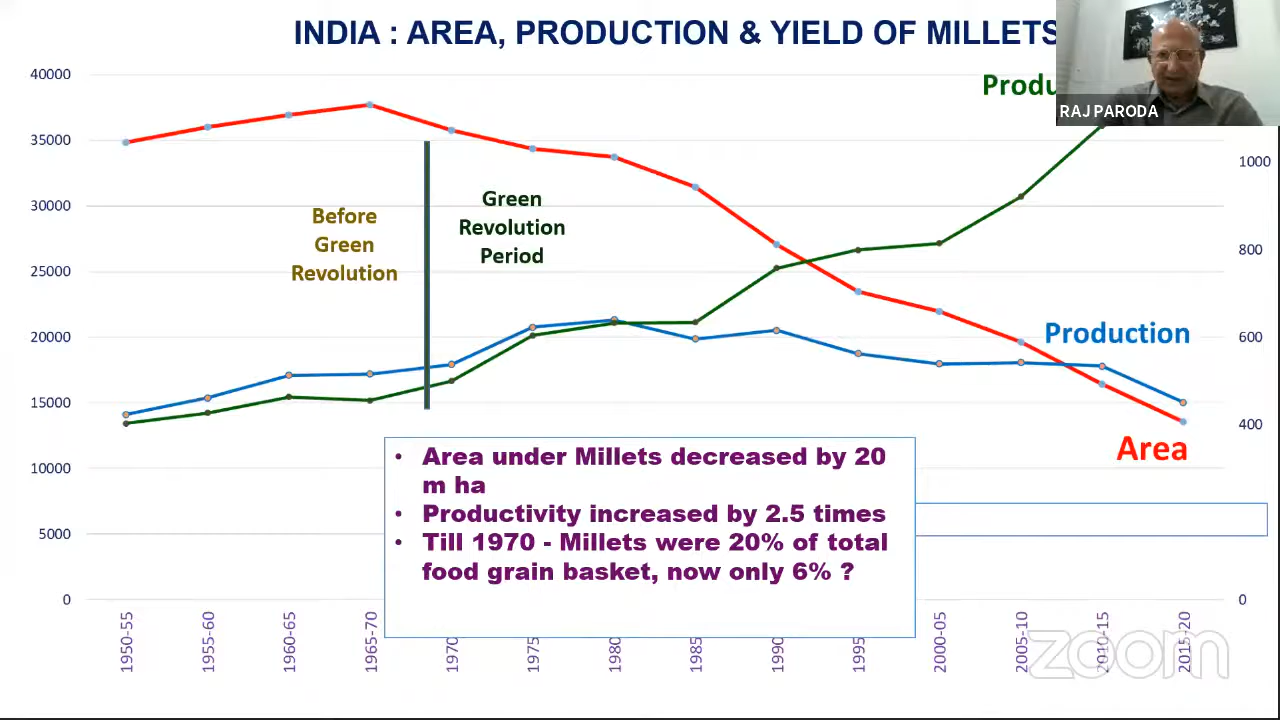 INDIA : AREA, PRODUCTION & YIELD OF MILLETS
RAJ PARODA
40000
35000
30000
25000
20000
15000
10000
5000
0
1000
800
600
400
0
Before
Green
Revolution
Green
Revolution
Period
Production
Area
• Area under Millets decreased by 20
m ha
• Productivity increased by 2.5 times
• Till 1970 - Millets were 20% of total
food grain basket, now only 6% ?
1950-55
1955-60
1960-65
1965-70
1970
1975
1980
1985
1990
1995
2000-05
2005-10
2010-15
2015-20
zoom